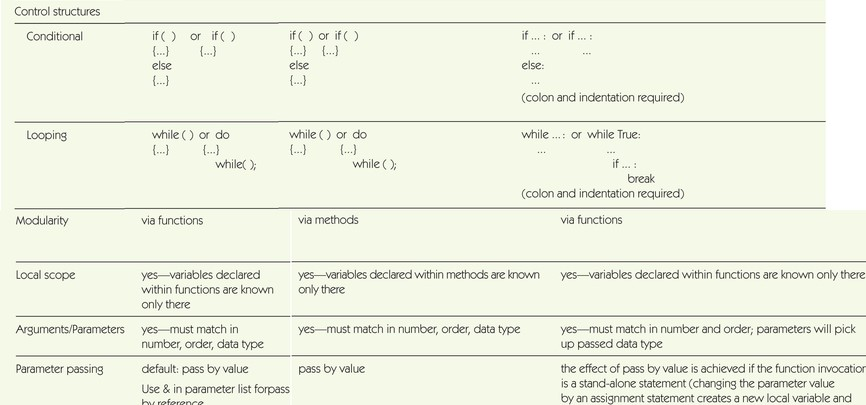 Control structures
Conditional
if ( ) or if ( )
{...} {...}
else
{...}
if ( ) or if ( )
{...} {...}
else
{...}
if ... : or if ... :
... ...
else:
...
(colon and indentation required)
Looping
while ( ) or do
{...} {...}
while( );
while ( ) or do
{...} {...}
while ( );
while ... : or while True:
... ...
if ... :
break
(colon and indentation required)
Modularity
via functions
via methods
via functions
Local scope
yes—variables declared
within functions are known
only there
yes—variables declared within methods are known
only there
yes—variables declared within functions are known only there
Arguments/Parameters
yes—must match in
number, order, data type
yes—must match in number, order, data type
yes—must match in number and order; parameters will pick
up passed data type
Parameter passing
default: pass by value
Use & in parameter list forpass
by reference
pass by value
the effect of pass by value is achieved if the function invocation
is a stand-alone statement (changing the parameter value
by an assignment statement creates a new local variable and